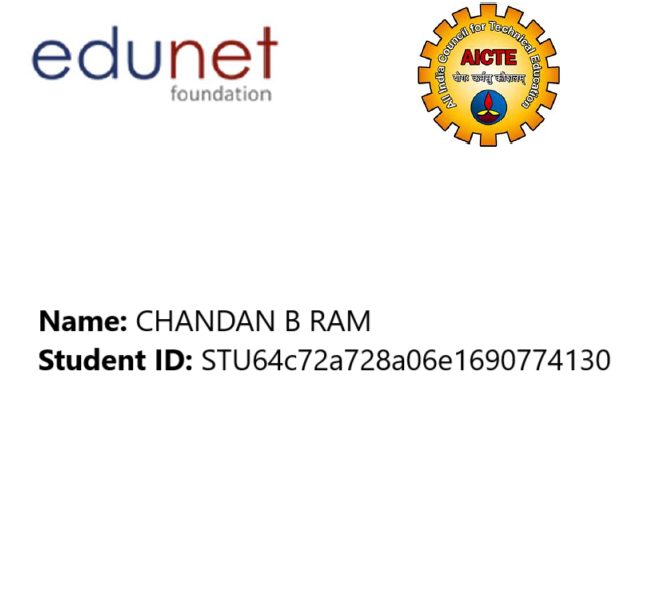 edunet
foundation
All India Council for Technical Education
AICTE
योगः कर्मसु कौशलम्
Name: CHANDAN B RAM
Student ID: STU64c72a728a06e1690774130